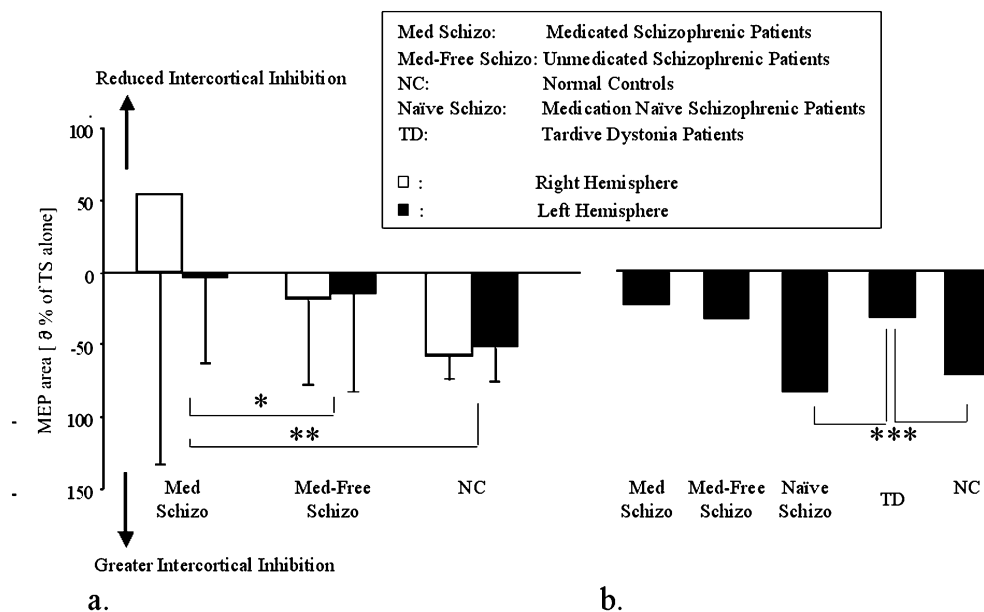 Med Schizo: Medicated Schizophrenic Patients
Med-Free Schizo: Unmedicated Schizophrenic Patients
NC: Normal Controls
Naïve Schizo: Medication Naïve Schizophrenic Patients
TD: Tardive Dystonia Patients
□ : Right Hemisphere
■ : Left Hemisphere
Reduced Intercortical Inhibition
MEP area [ ∂ % of TS alone]
100
50
0
-50
100
150
0
*
**
***
Med Schizo
Med-Free Schizo
NC
Med Schizo
Med-Free Schizo
Naïve Schizo
TD
NC
Greater Intercortical Inhibition
a.
b.